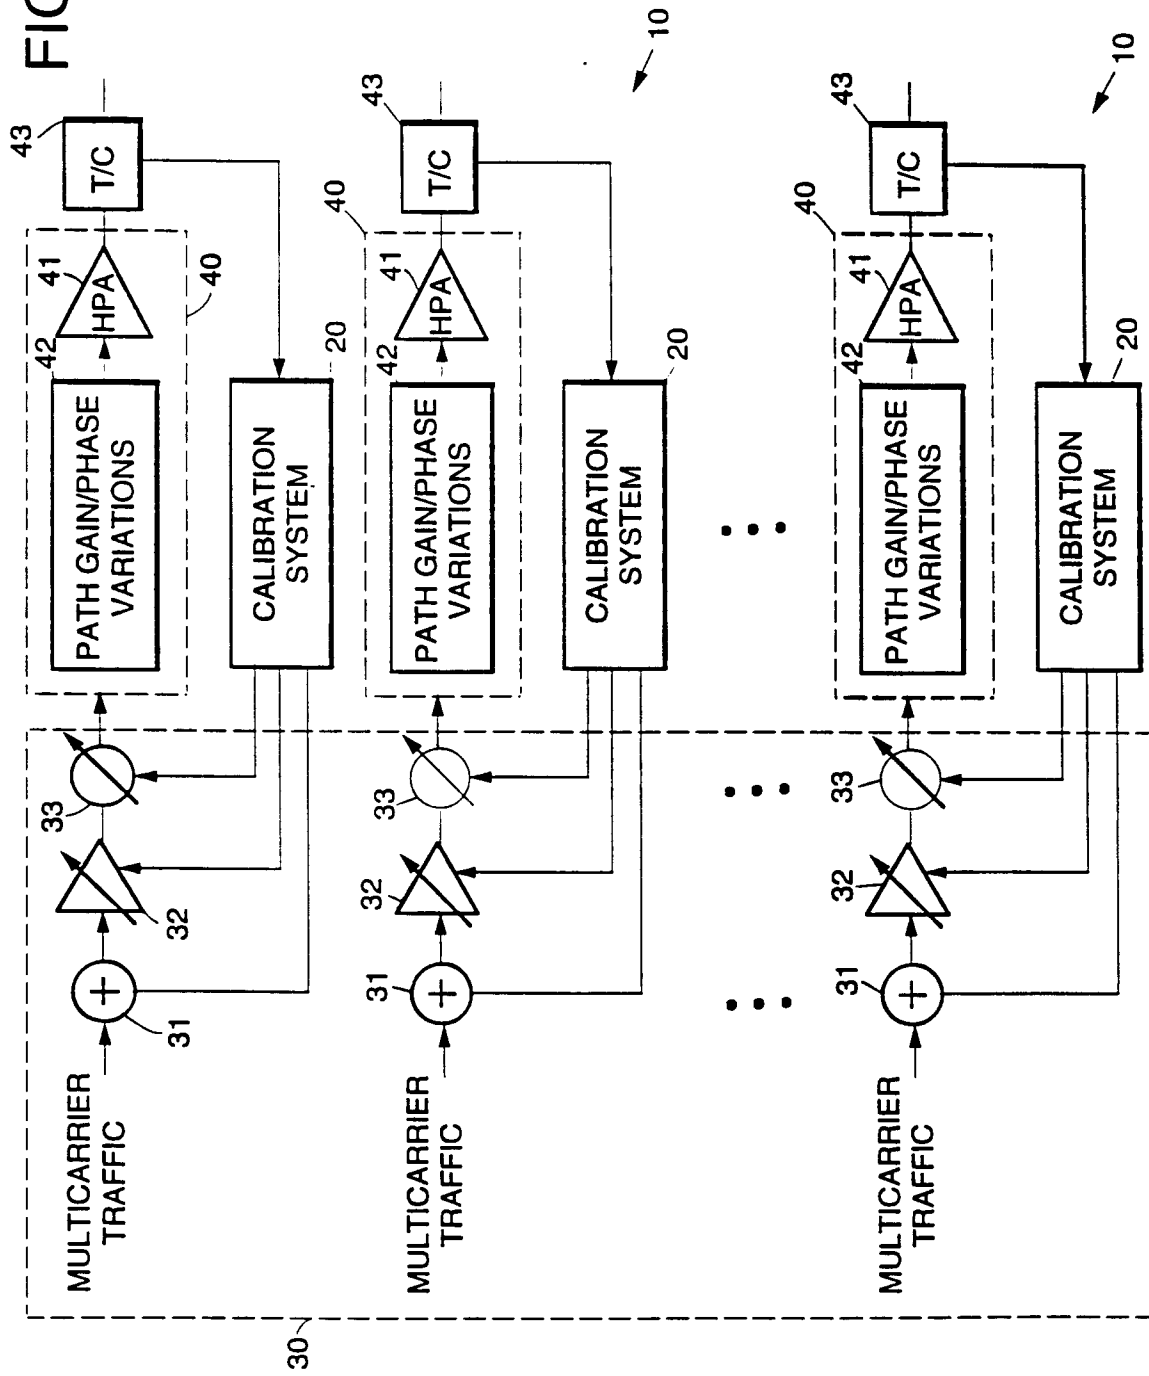 FIG
43
T/C
41
HPA
40
42
PATH GAIN/PHASE
VARIATIONS
20
CALIBRATION
SYSTEM
33
32
31
MULTICARRIER
TRAFFIC
10
43
T/C
40
41
HPA
42
PATH GAIN/PHASE
VARIATIONS
20
CALIBRATION
SYSTEM
33
32
31
+
MULTICARRIER
TRAFFIC
10
43
T/C
40
41
HPA
42
PATH GAIN/PHASE
VARIATIONS
20
CALIBRATION
SYSTEM
33
32
31
+
MULTICARRIER
TRAFFIC
30